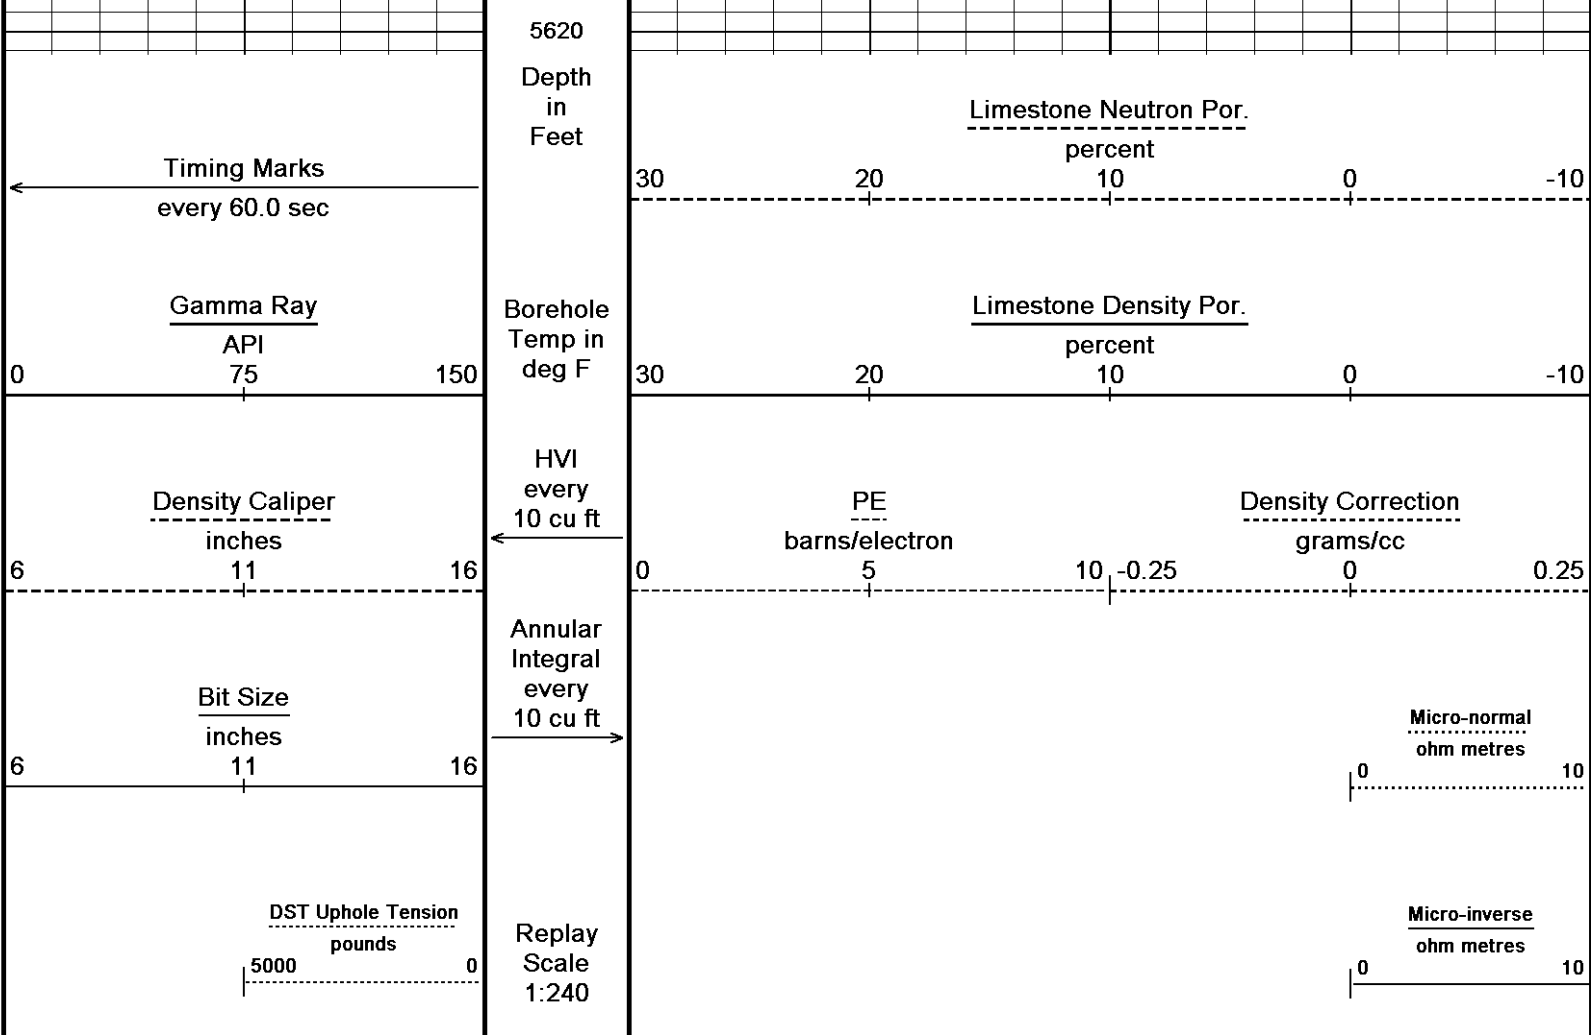 5620
Depth
in
Feet
Limestone Neutron Por.
percent
30 20 10 0 -10
Timing Marks
every 60.0 sec
Gamma Ray
API
0 75 150
Borehole
Temp in
deg F
Limestone Density Por.
percent
30 20 10 0 -10
HVI
every
10 cu ft
Density Caliper
inches
6 11 16
PE
barns/electron
0 5 10
Density Correction
grams/cc
-0.25 0 0.25
Annular
Integral
every
10 cu ft
Bit Size
inches
6 11 16
Micro-normal
ohm metres
0 10
DST Uphole Tension
pounds
5000 0
Replay
Scale
1:240
Micro-inverse
ohm metres
0 10